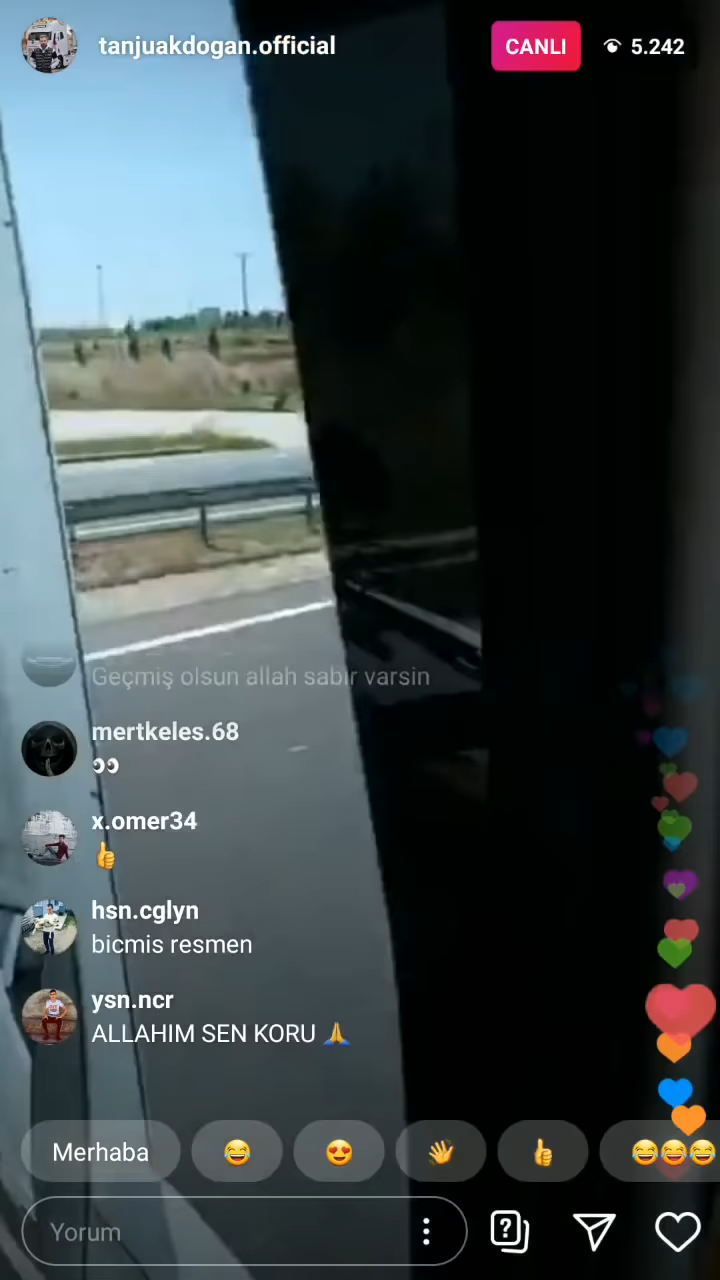 tanjuakdogan.official
CANLI
5.242
Geçmiş olsun allah sabır varsin
mertkeles.68
👀
x.omer34
👍
hsn.cglyn
bicmis resmen
ysn.ncr
ALLAHIM SEN KORU 🙏
Merhaba 😂 😍 👋 👍 😂😂😂
Yorum